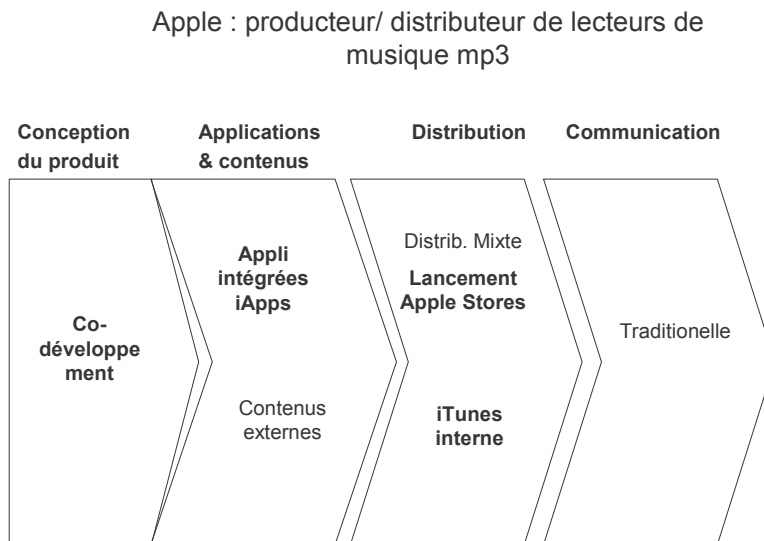 Apple : producteur/ distributeur de lecteurs de
musique mp3
Conception
du produit
Applications
& contenus
Distribution
Communication
Co-
développe
ment
Appli
intégrées
iApps
Contenus
externes
Distrib. Mixte
Lancement
Apple Stores
iTunes
interne
Traditionelle